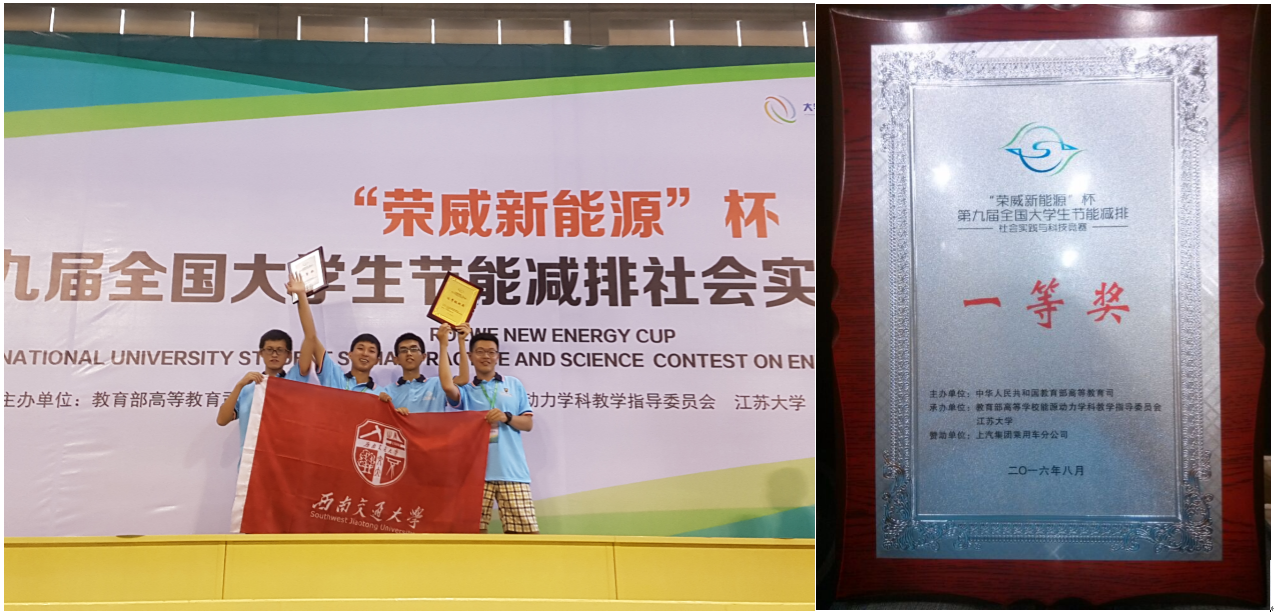 大学
“荣威新能源”杯
九届全国大学生节能减排社会实
NEW ENERGY CUP
NATIONAL UNIVERSITY AND SCIENCE CONTEST ON EN
主办单位：教育部高等教育 动力学科教学指导委员会 江苏大学
西南交通大学
Southwest Jiaotong University
“荣威新能源”杯
第九届全国大学生节能减排
社会实践与科技竞赛
一等奖
主办单位：中华人民共和国教育部高等教育司
承办单位：教育部高等学校能源动力学科教学指导委员会
江苏大学
赞助单位：上汽集团乘用车分公司
二〇一六年八月